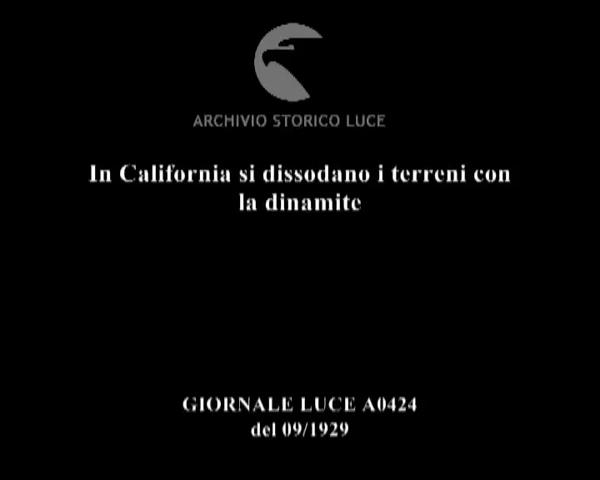 ARCHIVIO STORICO LUCE
In California si dissodano i terreni con
la dinamite
GIORNALE LUCE A0424
del 09/1929